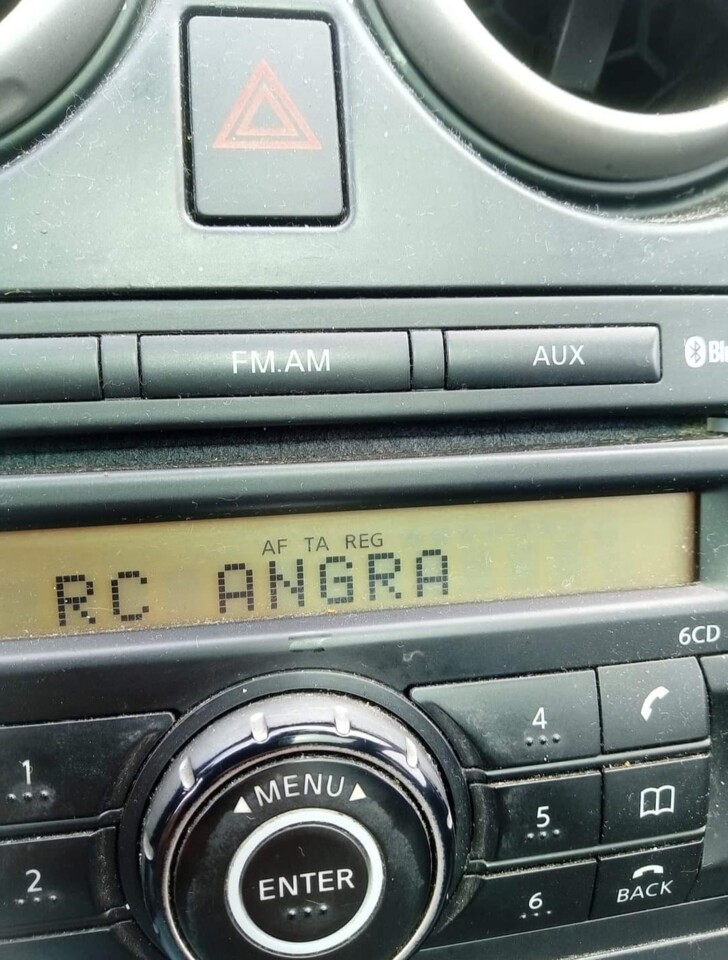 FM.AM
AUX
AF TA REG
RC ANGRA
6CD
1
4
MENU
5
2
ENTER
6
BACK